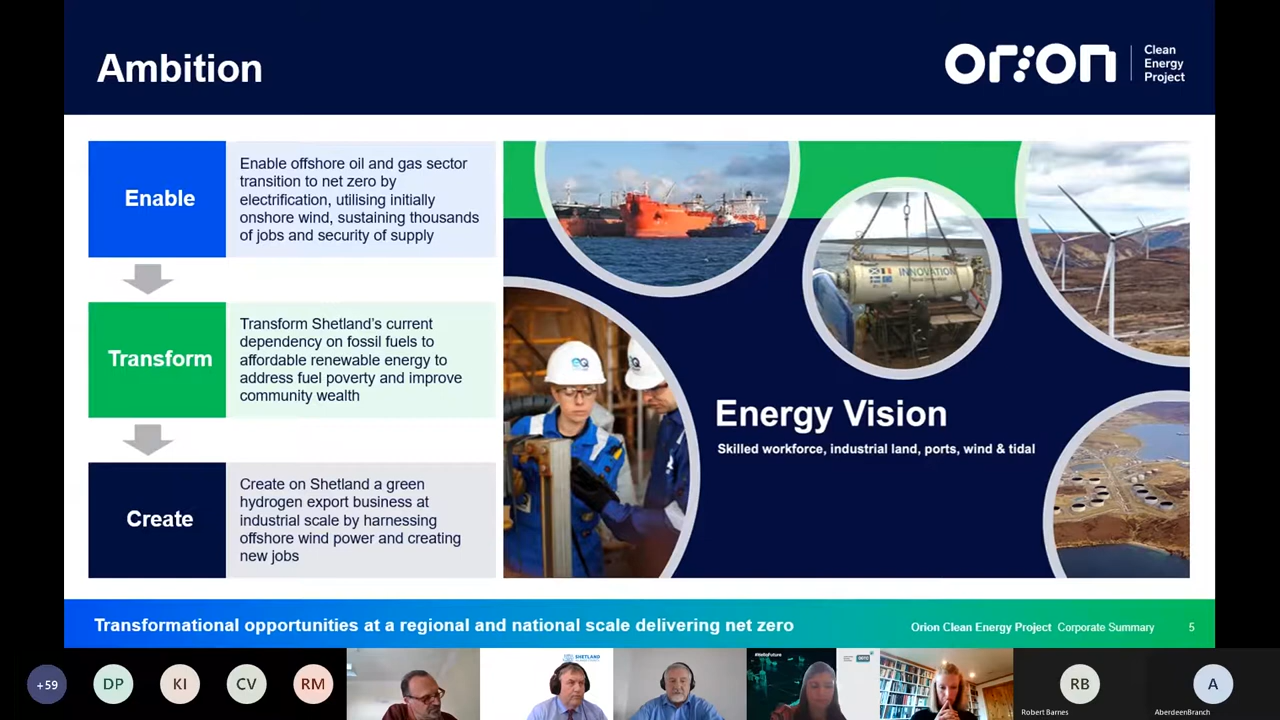 Ambition
orion
Clean
Energy
Project
Enable
Enable offshore oil and gas sector
transition to net zero by
electrification, utilising initially
onshore wind, sustaining thousands
of jobs and security of supply
Transform
Transform Shetland's current
dependency on fossil fuels to
affordable renewable energy to
address fuel poverty and improve
community wealth
Create
Create on Shetland a green
hydrogen export business at
industrial scale by harnessing
offshore wind power and creating
new jobs
INNOVATION
eQ
Energy Vision
Skilled workforce, industrial land, ports, wind & tidal
Transformational opportunities at a regional and national scale delivering net zero
Orion Clean Energy Project Corporate Summary 5
+59
DP
KI
CV
RM
SHETLAND
RB
Robert Barnes
A
AberdeenBranch